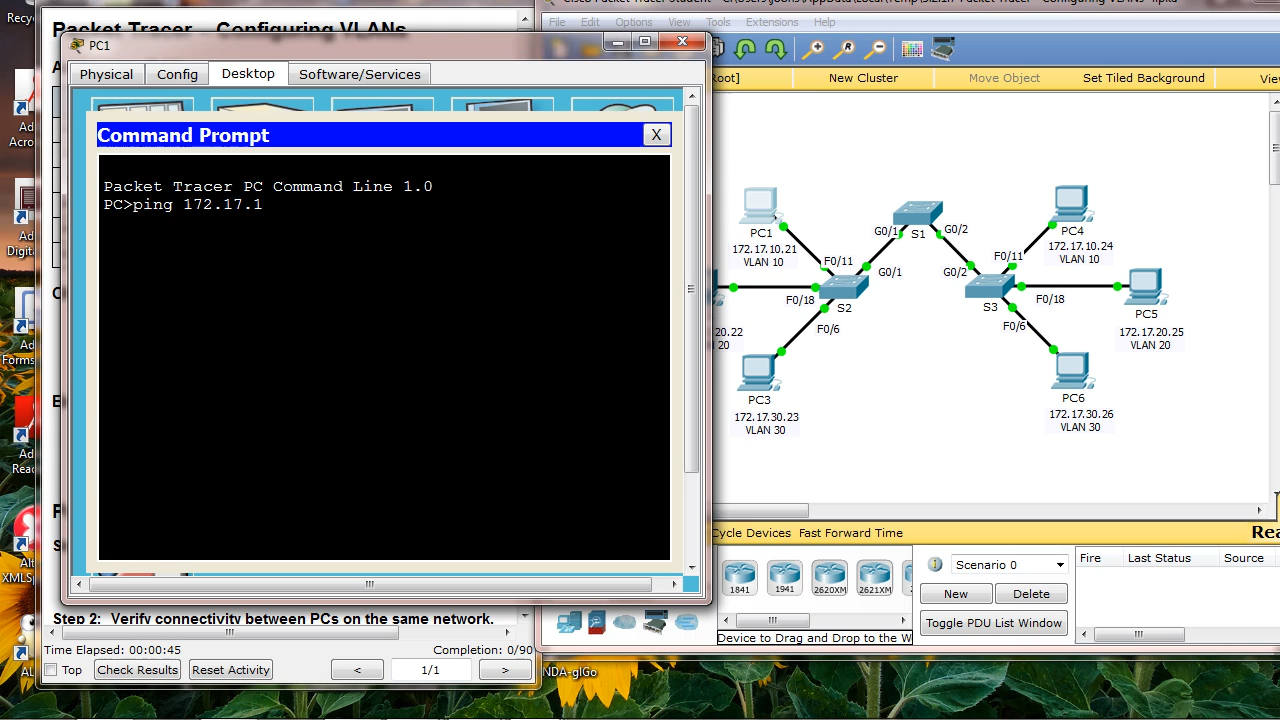 Packet Tracer - Configuring VLANs
PC1
Physical
Config
Desktop
Software/Services
Command Prompt
X
Packet Tracer PC Command Line 1.0
PC>ping 172.17.1
Step 2: Verify connectivity between PCs on the same network.
Time Elapsed: 00:00:45
Completion: 0/90
Top
Check Results
Reset Activity
<
1/1
>
File Edit Options View Tools Extensions Help
Root]
New Cluster
Move Object
Set Tiled Background
PC1
172.17.10.21
VLAN 10
F0/11
G0/1
S1
G0/2
PC4
172.17.10.24
VLAN 10
F0/11
G0/1
G0/2
F0/18
S2
S3
F0/18
PC5
172.17.20.25
VLAN 20
20.22
20
F0/6
F0/6
PC3
172.17.30.23
VLAN 30
PC6
172.17.30.26
VLAN 30
Cycle Devices Fast Forward Time
1841
1941
2620XM
2621XM
Scenario 0
New
Delete
Toggle PDU List Window
Fire
Last Status
Source
Device to Drag and Drop to the W
NDA-glGo